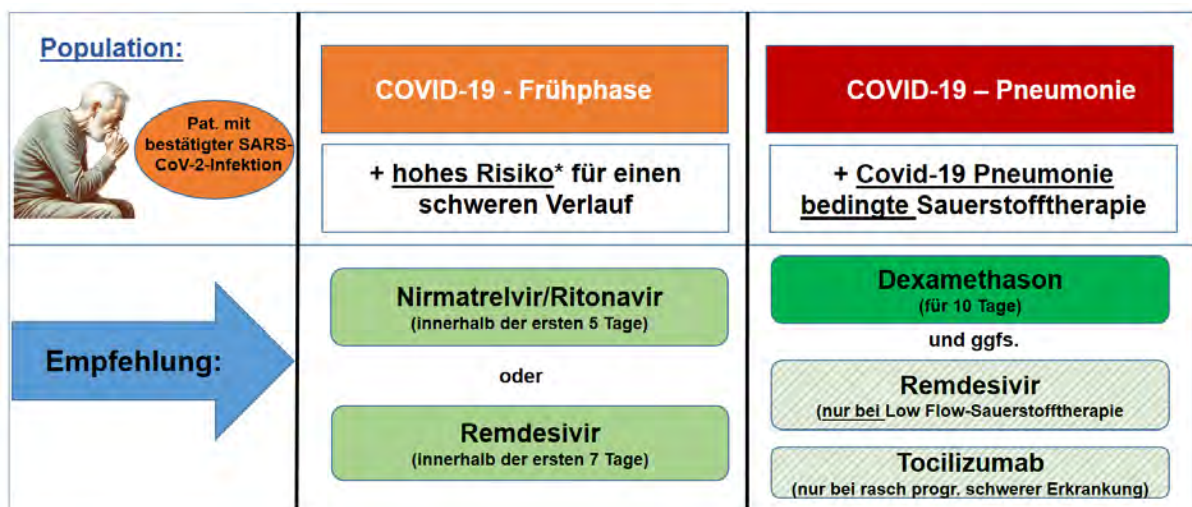 Population:
Pat. mit
bestätigter SARS-
CoV-2-Infektion
COVID-19 - Frühphase
+ hohes Risiko* für einen
schweren Verlauf
COVID-19 – Pneumonie
+ Covid-19 Pneumonie
bedingte Sauerstofftherapie
Empfehlung:
Nirmatrelvir/Ritonavir
(innerhalb der ersten 5 Tage)
oder
Remdesivir
(innerhalb der ersten 7 Tage)
Dexamethason
(für 10 Tage)
und ggfs.
Remdesivir
(nur bei Low Flow-Sauerstofftherapie
Tocilizumab
(nur bei rasch progr. schwerer Erkrankung)